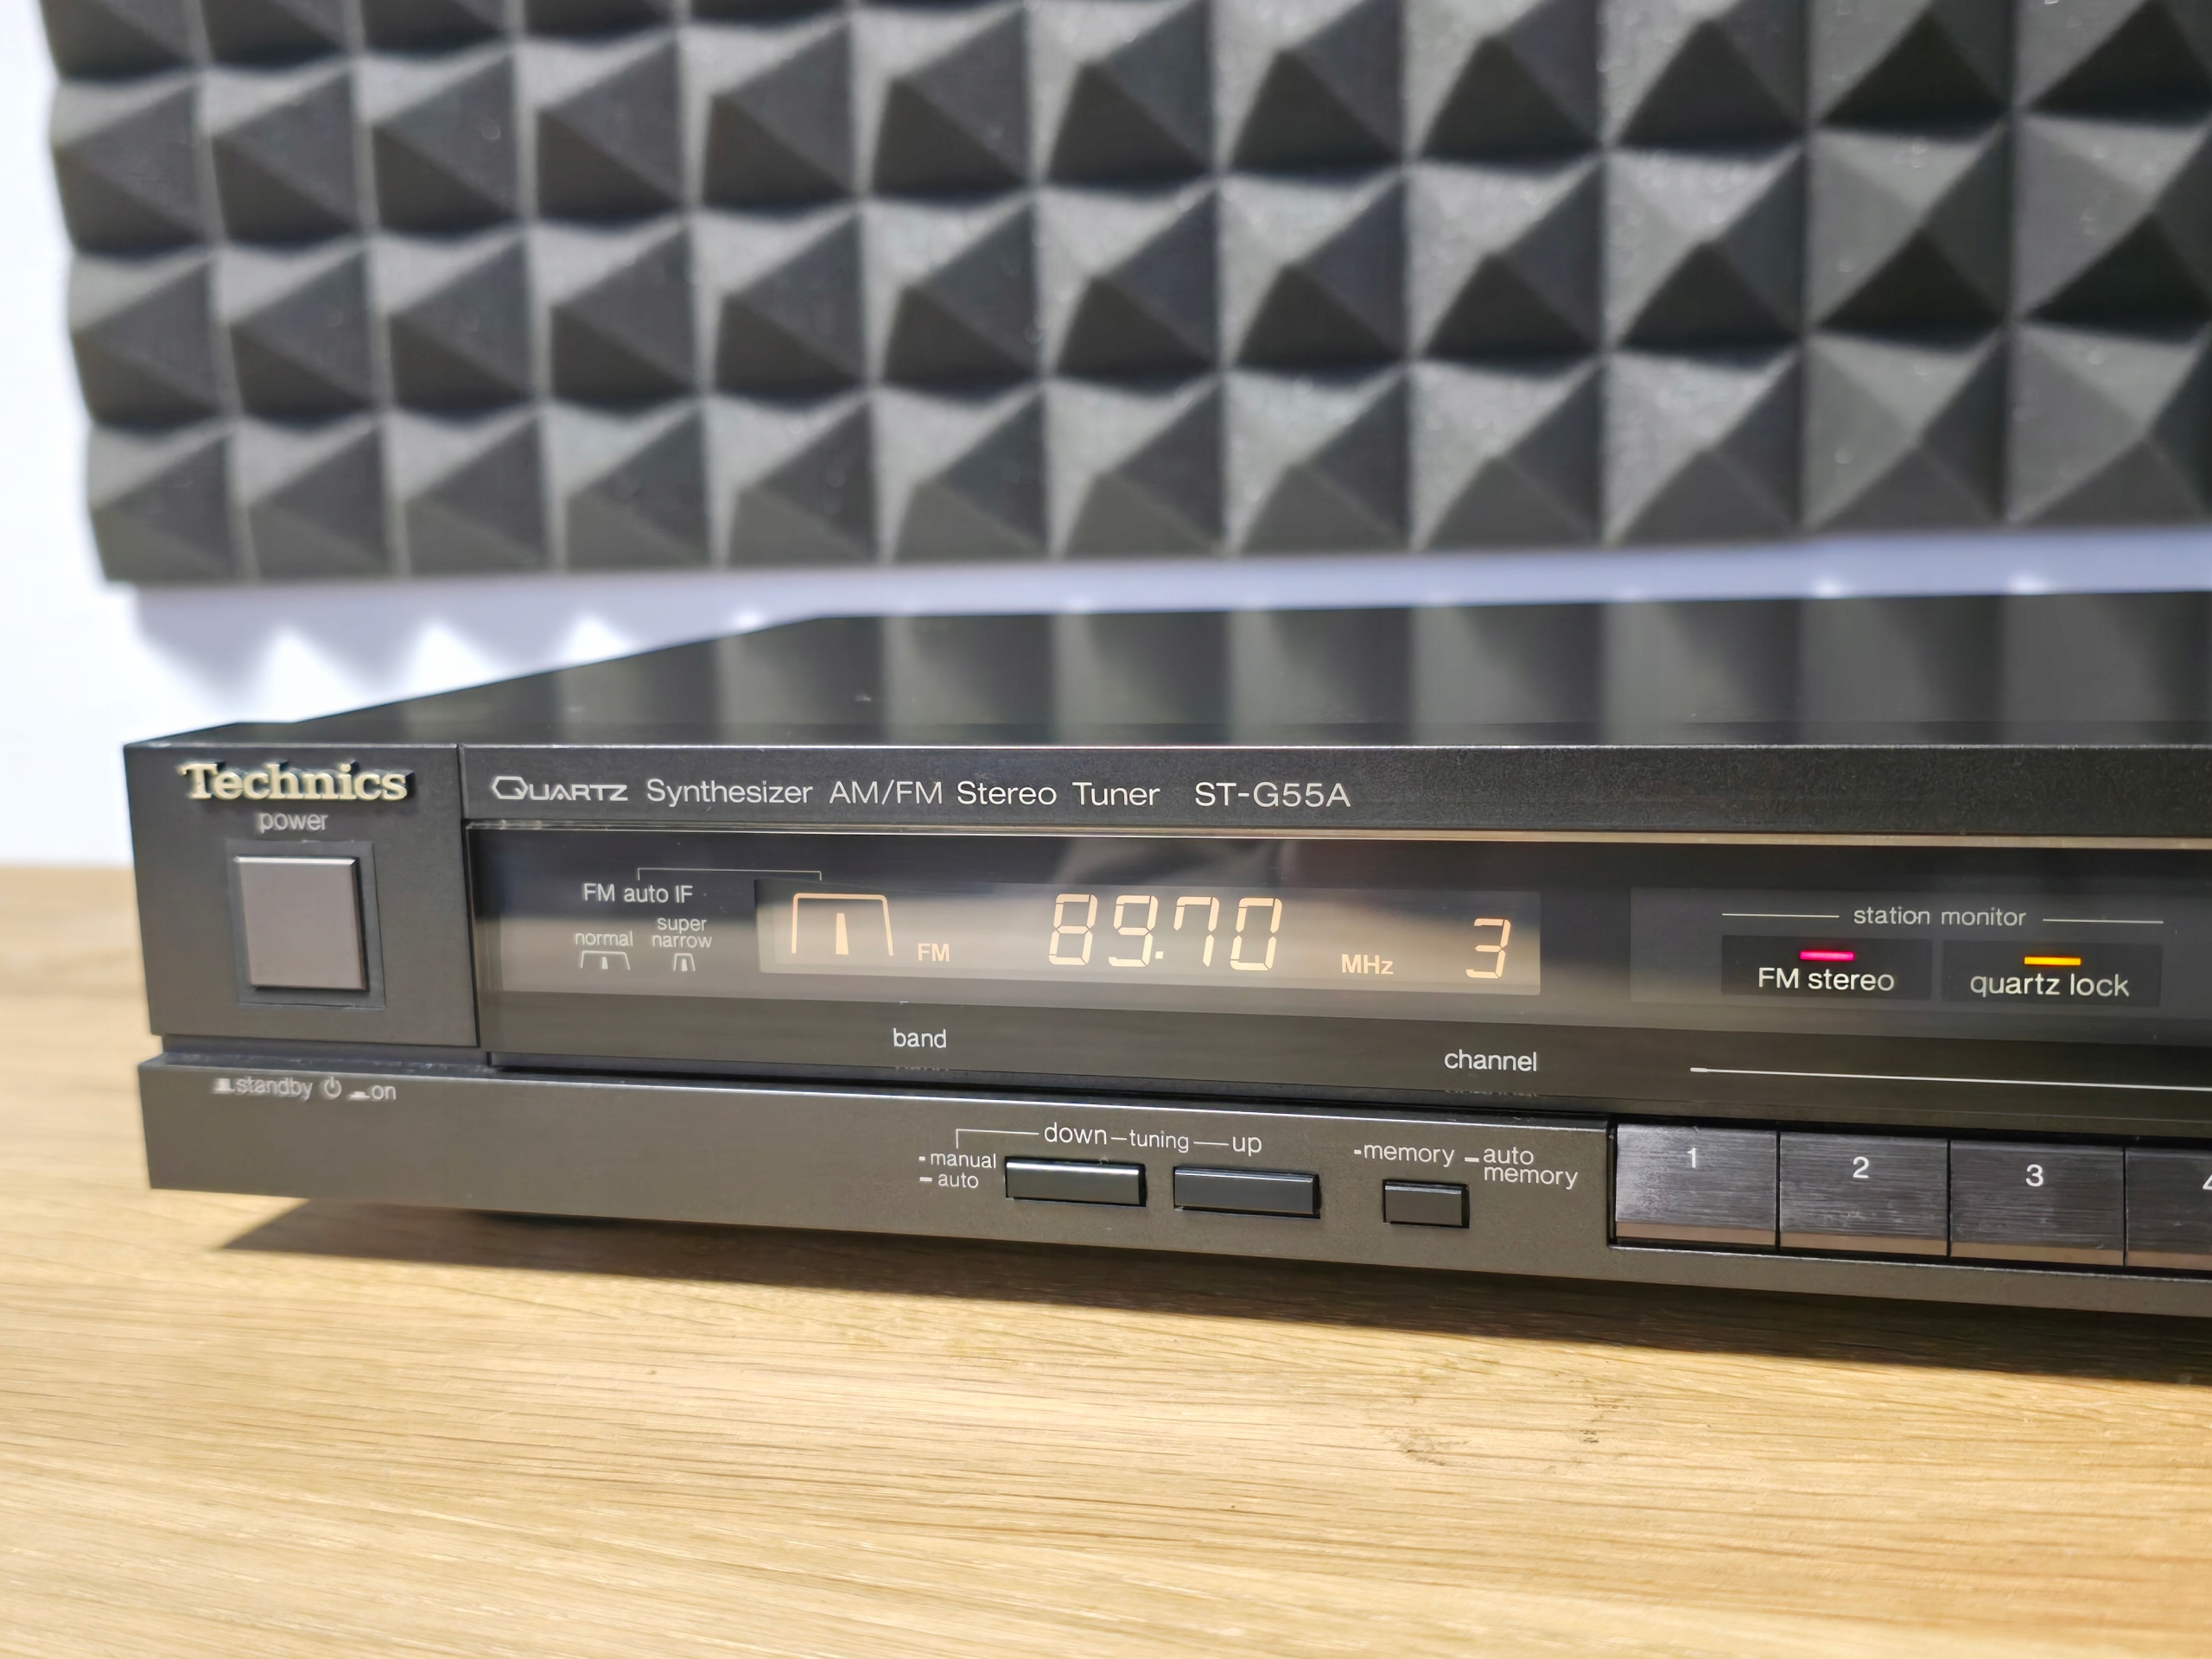 Technics
power
QUARTZ Synthesizer AM/FM Stereo Tuner ST-G55A
FM auto IF
normal
super
narrow
FM 89.70 MHz 3
station monitor
FM stereo
quartz lock
band
channel
standby on
down tuning up
manual
auto
memory
auto
memory
1 2 3